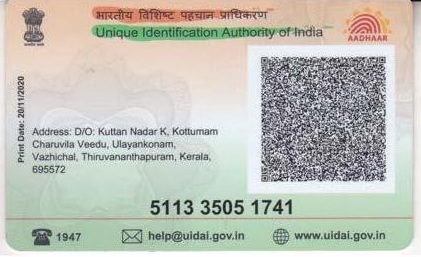 भारतीय विशिष्ट पहचान प्राधिकरण
Unique Identification Authority of India
AADHAAR
Print Date: 20/11/2020
Address: D/O: Kuttan Nadar K, Kottumam
Charuvila Veedu, Ulayankonam,
Vazhichal, Thiruvananthapuram, Kerala,
695572
5113 3505 1741
1947
help@uidai.gov.in
www.uidai.gov.in